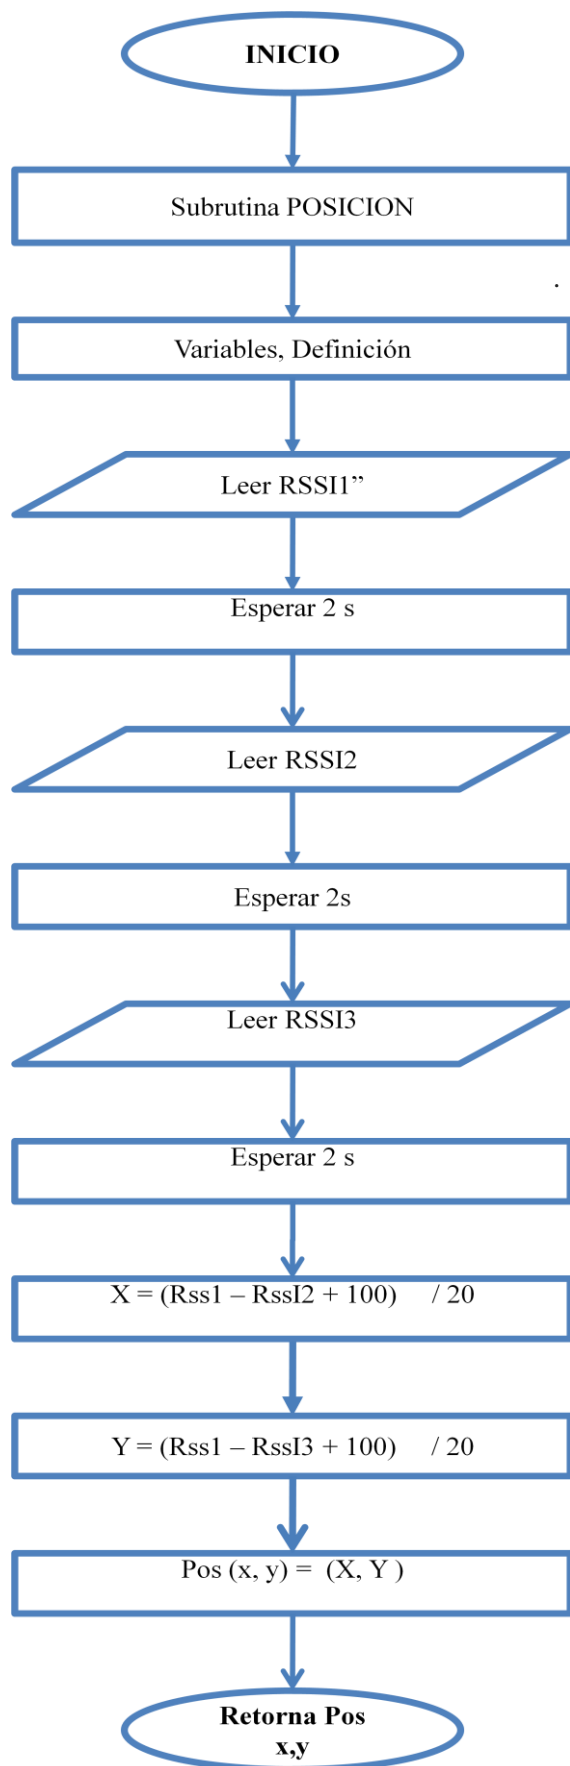 INICIO
Subrutina POSICION
.
Variables, Definición
Leer RSSI1”
Esperar 2 s
Leer RSSI2
Esperar 2s
Leer RSSI3
Esperar 2 s
X = (Rss1 – RssI2 + 100) / 20
Y = (Rss1 – RssI3 + 100) / 20
Pos (x, y) = (X, Y )
Retorna Pos
x,y